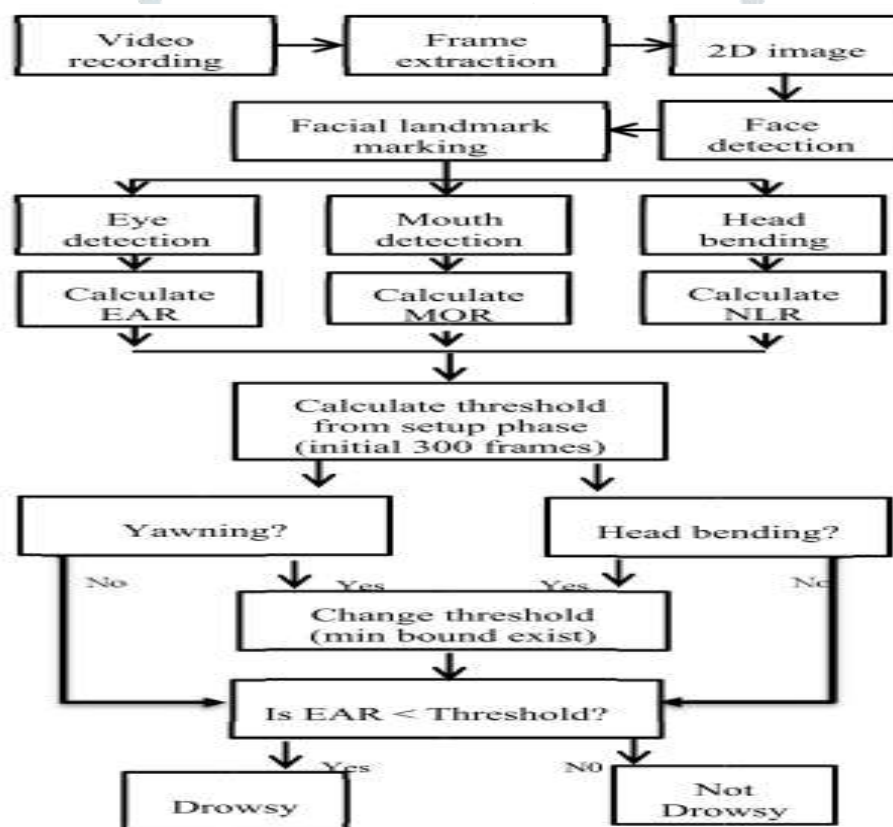 Video
recording
Frame
extraction
2D image
Facial landmark
marking
Face
detection
Eye
detection
Mouth
detection
Head
bending
Calculate
EAR
Calculate
MOR
Calculate
NLR
Calculate threshold
from setup phase
(initial 300 frames)
Yawning?
Head bending?
No
Yes
Yes
No
Change threshold
(min bound exist)
Is EAR < Threshold?
Yes
N0
Drowsy
Not
Drowsy